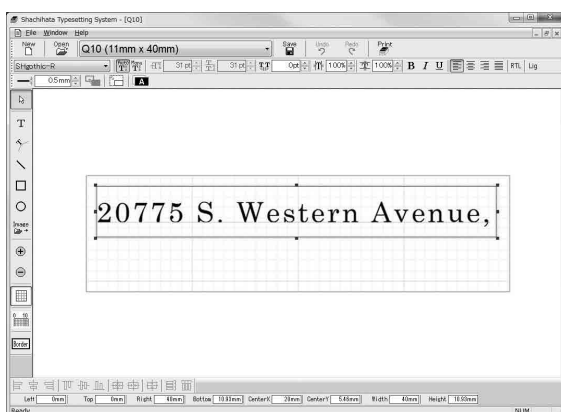 Shachihata Typesetting System - [Q10]
File Window Help
New Open Q10 (11mm x 40mm) Save Undo Redo Print
SHgothic-R 31 pt 31 pt 0pt 100% 100% B I U RTL Lig
0.5mm A
T
20775 S. Western Avenue,
Image
0 10
Border
Left 0mm Top 0mm Right 40mm Bottom 10.93mm CenterX 20mm CenterY 5.46mm Width 40mm Height 10.93mm
Ready NUM